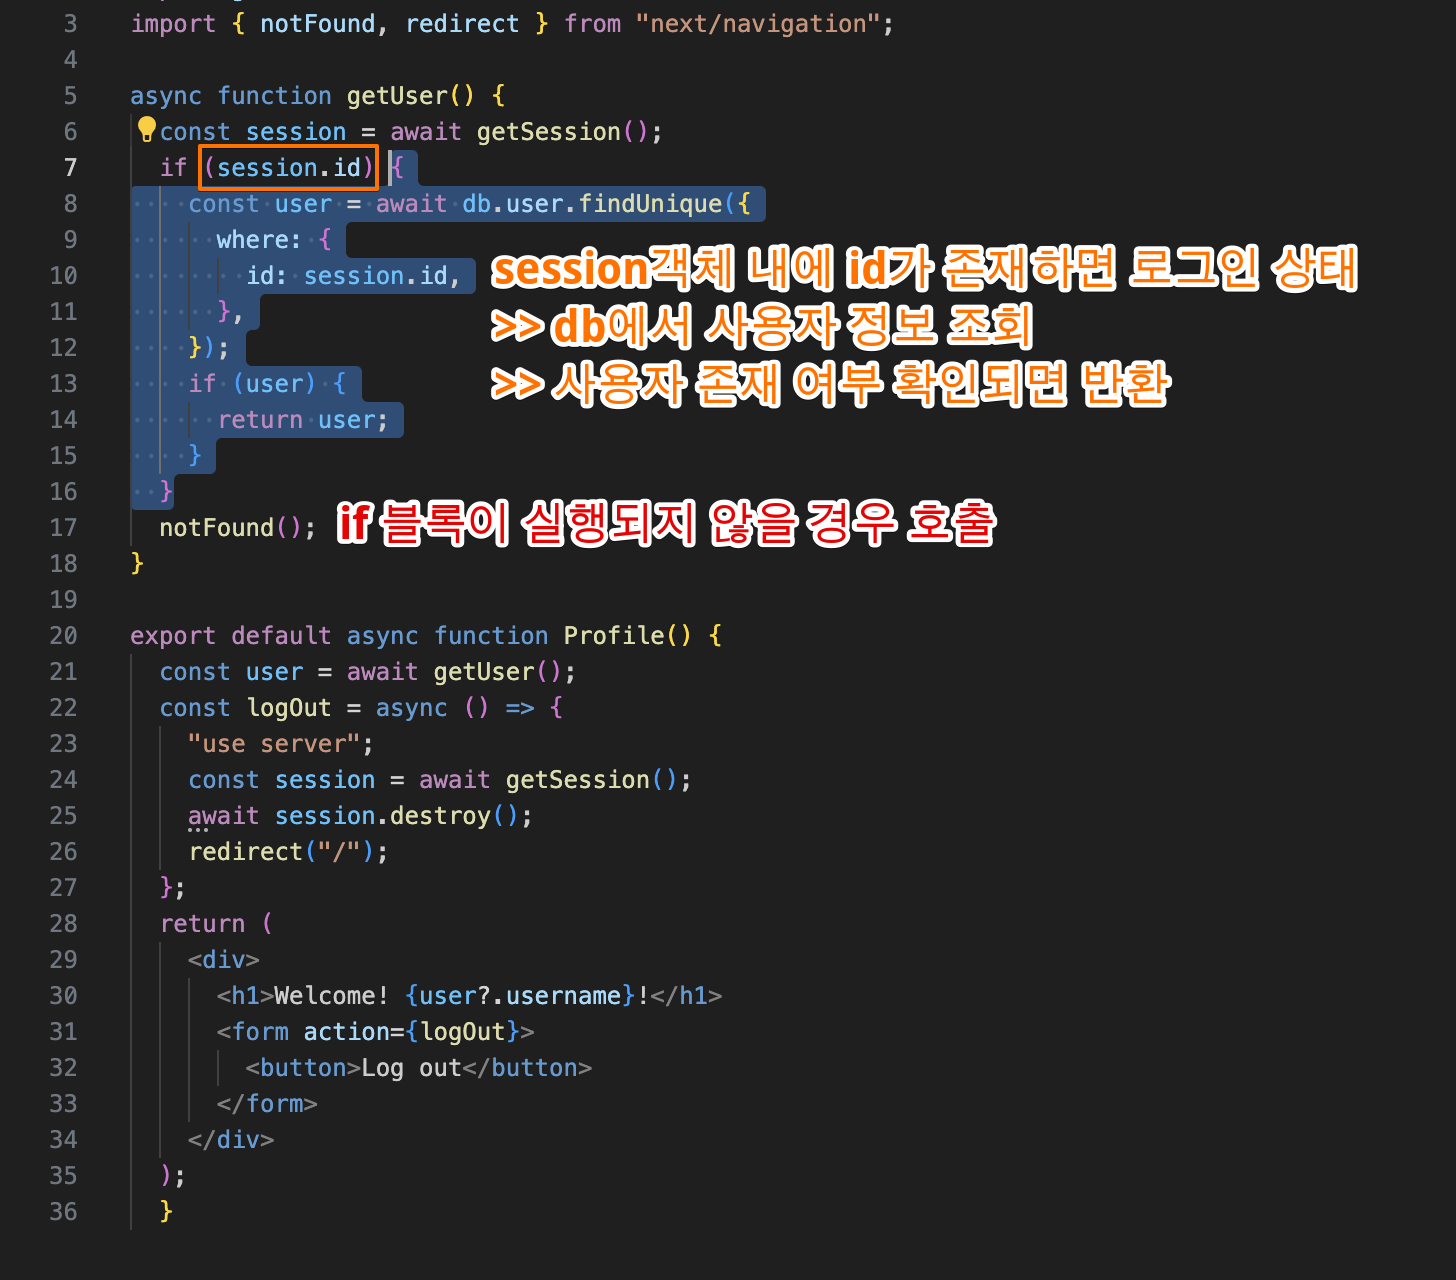 3 import { notFound, redirect } from "next/navigation";
4
5 async function getUser() {
6 const session = await getSession();
7 if (session.id) {
8 const user = await db.user.findUnique({
9 where: {
10 id: session.id,
session객체 내에 id가 존재하면 로그인 상태
11 },
>> db에서 사용자 정보 조회
12 });
13 if (user) {
>> 사용자 존재 여부 확인되면 반환
14 return user;
15 }
16 }
17 notFound();
if 블록이 실행되지 않을 경우 호출
18 }
19
20 export default async function Profile() {
21 const user = await getUser();
22 const logOut = async () => {
23 "use server";
24 const session = await getSession();
25 await session.destroy();
26 redirect("/");
27 };
28 return (
29 <div>
30 <h1>Welcome! {user?.username}!</h1>
31 <form action={logOut}>
32 <button>Log out</button>
33 </form>
34 </div>
35 );
36 }